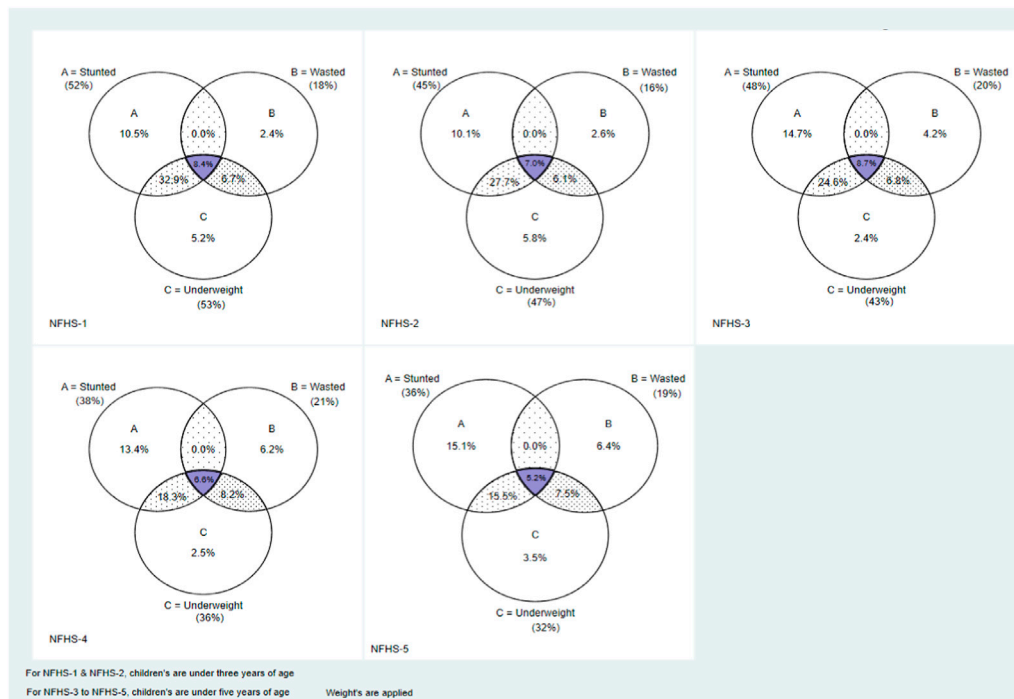 A = Stunted
(52%)
B = Wasted
(18%)
A
10.5%
0.0%
B
2.4%
8.4%
32.9%
6.7%
C
5.2%
C = Underweight
(53%)
NFHS-1
A = Stunted
(45%)
B = Wasted
(16%)
A
10.1%
0.0%
B
2.6%
7.0%
27.7%
6.1%
C
5.8%
C = Underweight
(47%)
NFHS-2
A = Stunted
(48%)
B = Wasted
(20%)
A
14.7%
0.0%
B
4.2%
8.7%
24.6%
6.8%
C
2.4%
C = Underweight
(43%)
NFHS-3
A = Stunted
(38%)
B = Wasted
(21%)
A
13.4%
0.0%
B
6.2%
6.6%
18.3%
8.2%
C
2.5%
C = Underweight
(36%)
NFHS-4
A = Stunted
(36%)
B = Wasted
(19%)
A
15.1%
0.0%
B
6.4%
5.2%
15.5%
7.5%
C
3.5%
C = Underweight
(32%)
NFHS-5
For NFHS-1 & NFHS-2, children's are under three years of age
For NFHS-3 to NFHS-5, children's are under five years of age Weight's are applied